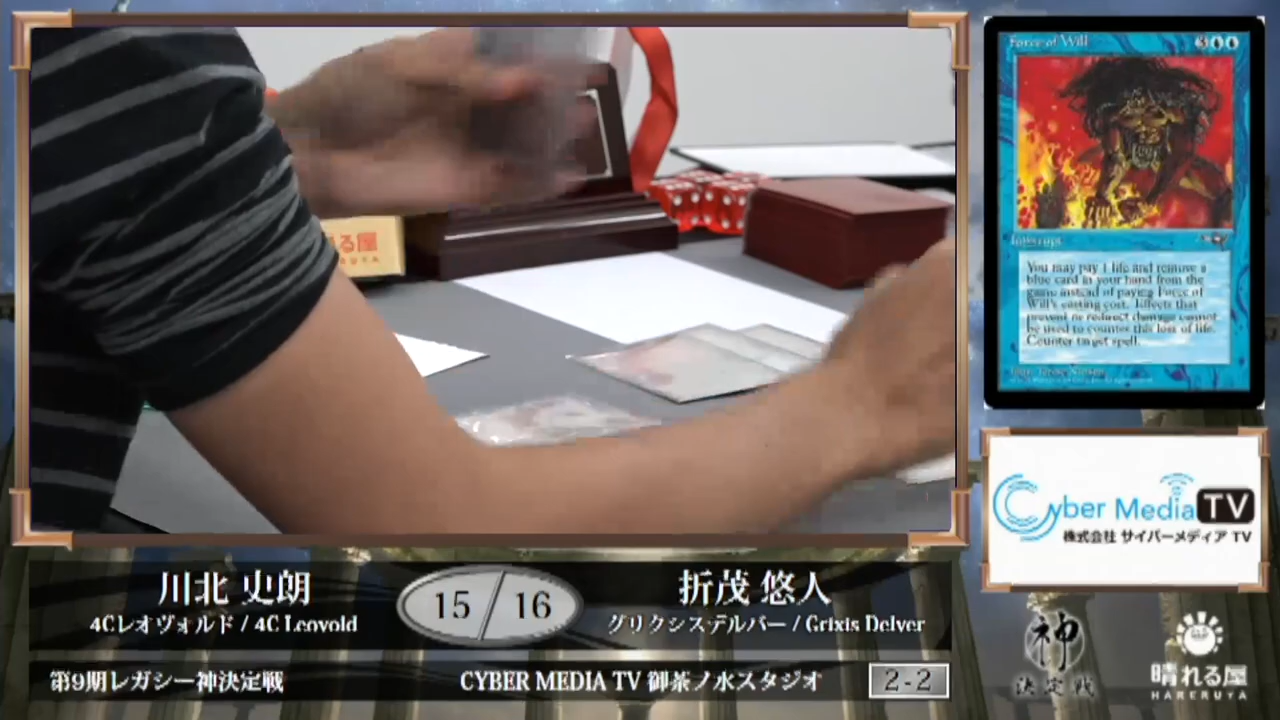 Force of Will
3
Interrupt
You may pay 1 life and remove a
blue card in your hand from the
game instead of paying Force of
Will's casting cost. Effects that
prevent or redirect damage cannot
be used to counter this loss of life.
Counter target spell.
る屋
Cyber Media TV
株式会社 サイバーメディア TV
川北 史朗
4Cレオヴォルド / 4C Leovold
15 / 16
折茂 悠人
グリクシスデルバー / Grixis Delver
第9期レガシー神決定戦
CYBER MEDIA TV 御茶ノ水スタジオ
2-2
神
決定戦
晴れる屋
HARERUYA